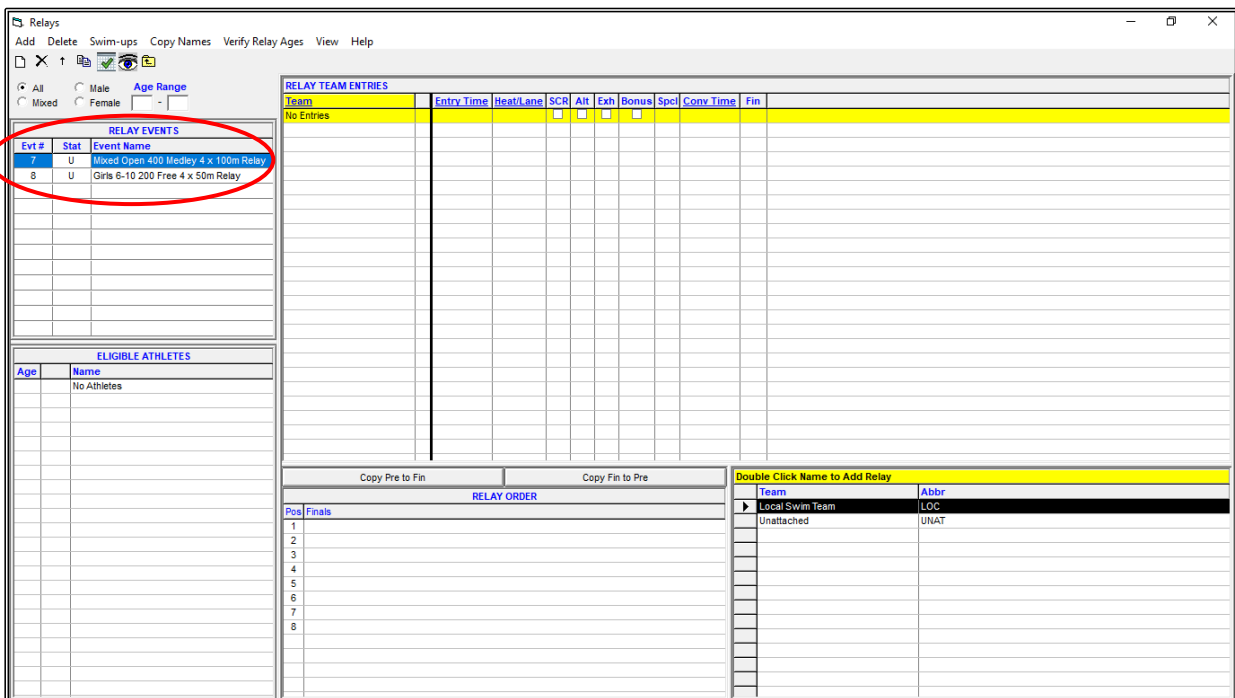 Relays
Add Delete Swim-ups Copy Names Verify Relay Ages View Help
All Male Age Range
Mixed Female -
RELAY EVENTS
Evt # Stat Event Name
7 U Mixed Open 400 Medley 4 x 100m Relay
8 U Girls 6-10 200 Free 4 x 50m Relay
ELIGIBLE ATHLETES
Age Name
No Athletes
RELAY TEAM ENTRIES
Team Entry Time Heat/Lane SCR Alt Exh Bonus Spcl Conv Time Fin
No Entries
Copy Pre to Fin Copy Fin to Pre
RELAY ORDER
Pos Finals
1
2
3
4
5
6
7
8
Double Click Name to Add Relay
Team Abbr
Local Swim Team LOC
Unattached UNAT